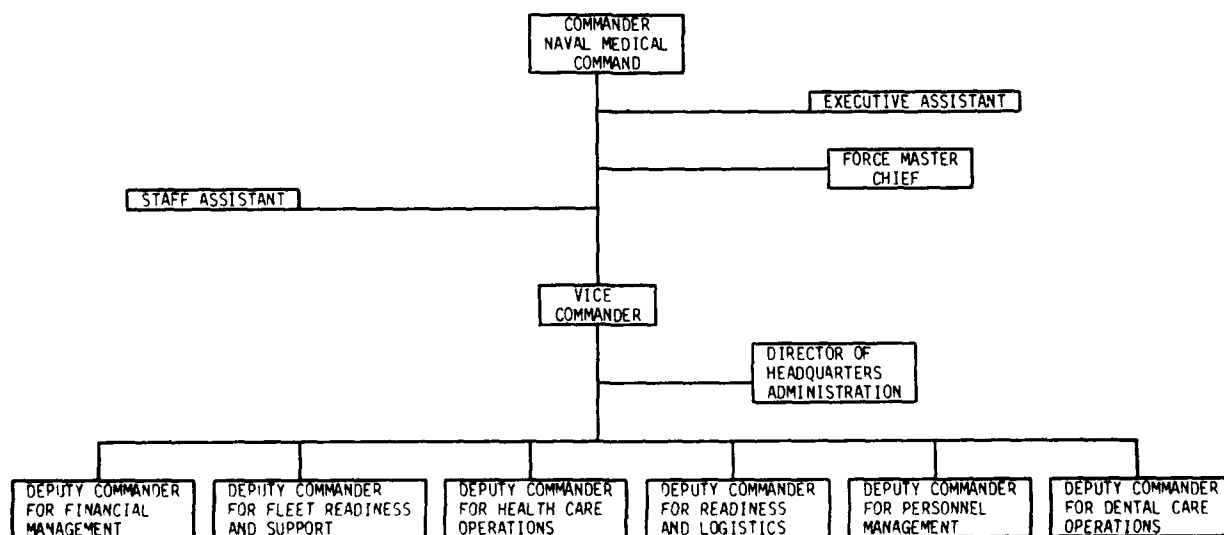 COMMANDER
NAVAL MEDICAL
COMMAND
EXECUTIVE ASSISTANT
FORCE MASTER
CHIEF
STAFF ASSISTANT
VICE
COMMANDER
DIRECTOR OF
HEADQUARTERS
ADMINISTRATION
DEPUTY COMMANDER
FOR FINANCIAL
MANAGEMENT
DEPUTY COMMANDER
FOR FLEET READINESS
AND SUPPORT
DEPUTY COMMANDER
FOR HEALTH CARE
OPERATIONS
DEPUTY COMMANDER
FOR READINESS
AND LOGISTICS
DEPUTY COMMANDER
FOR PERSONNEL
MANAGEMENT
DEPUTY COMMANDER
FOR DENTAL CARE
OPERATIONS